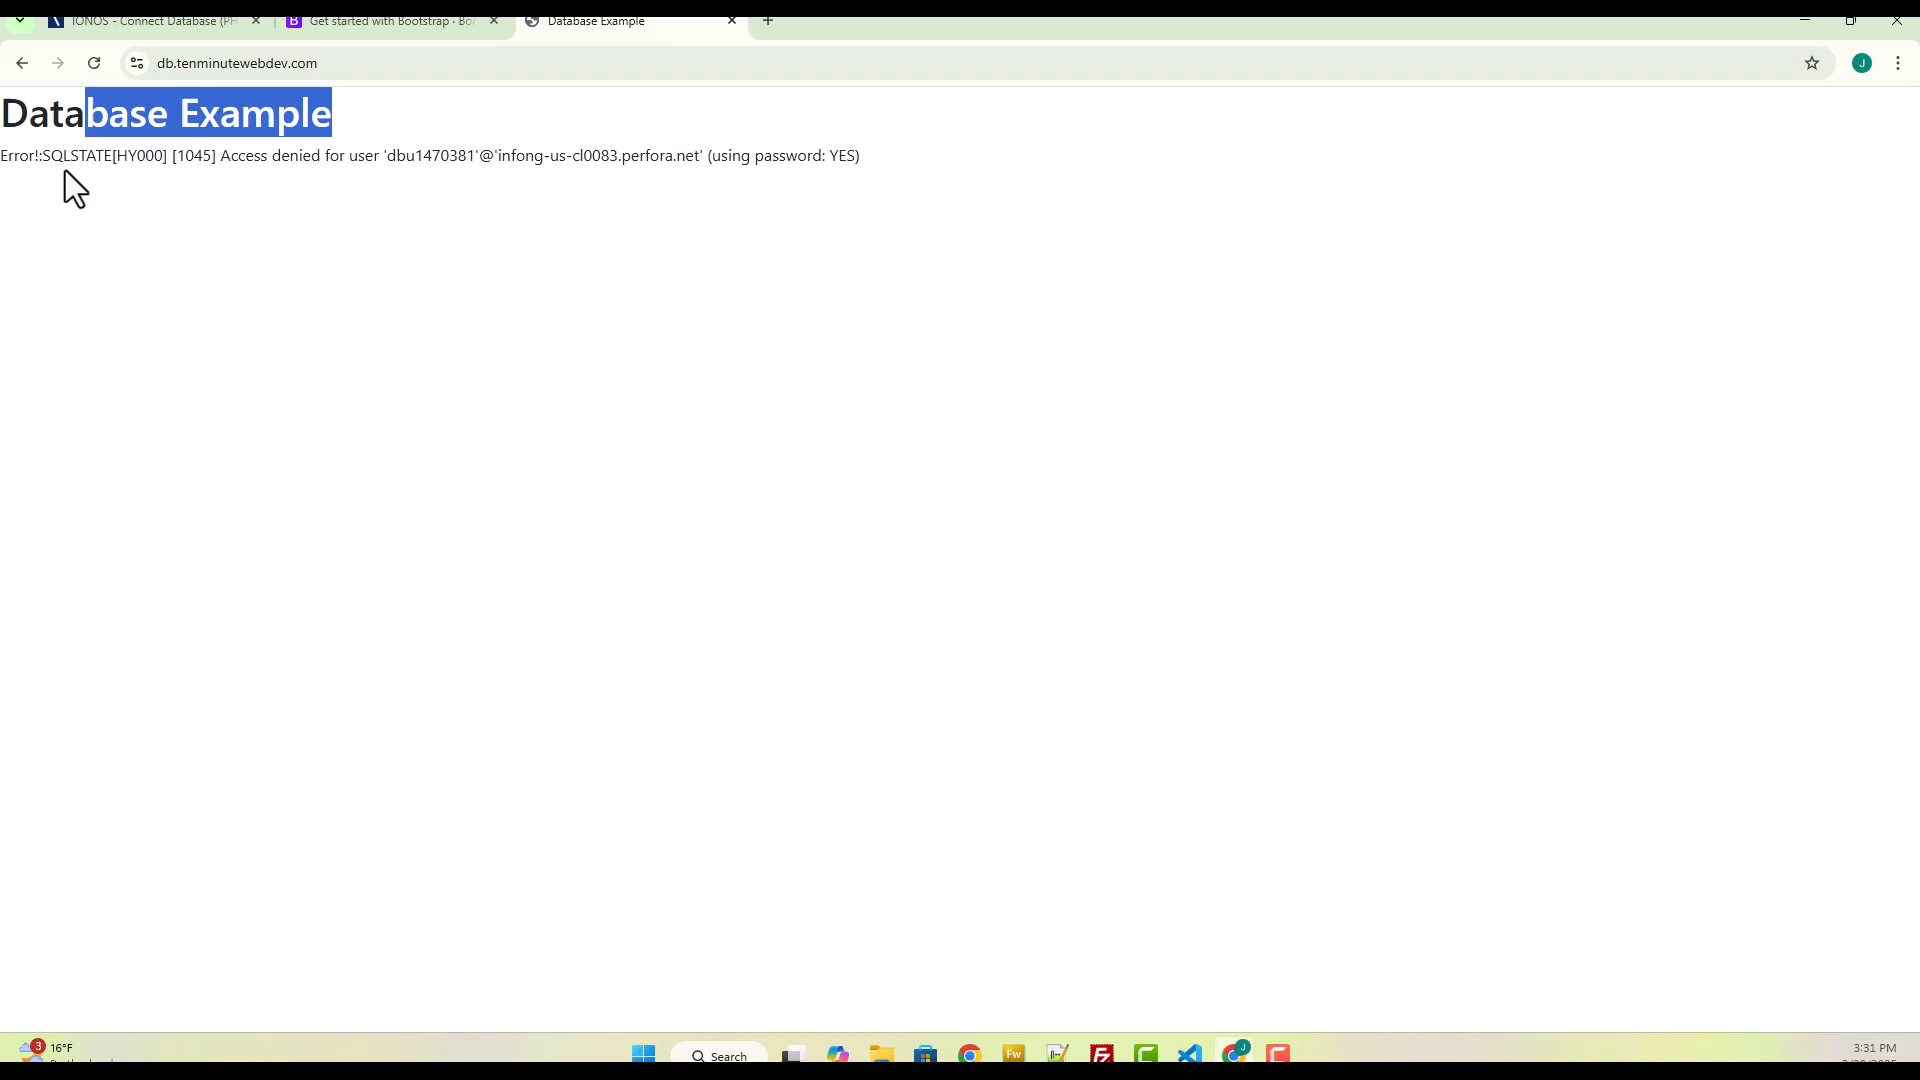 IONOS - Connect Database (PH
Get started with Bootstrap · Boo
Database Example
db.tenminutewebdev.com
J
Database Example
Error!:SQLSTATE[HY000] [1045] Access denied for user 'dbu1470381'@'infong-us-cl0083.perfora.net' (using password: YES)
3
16°F
Search
Fw
J
3:31 PM